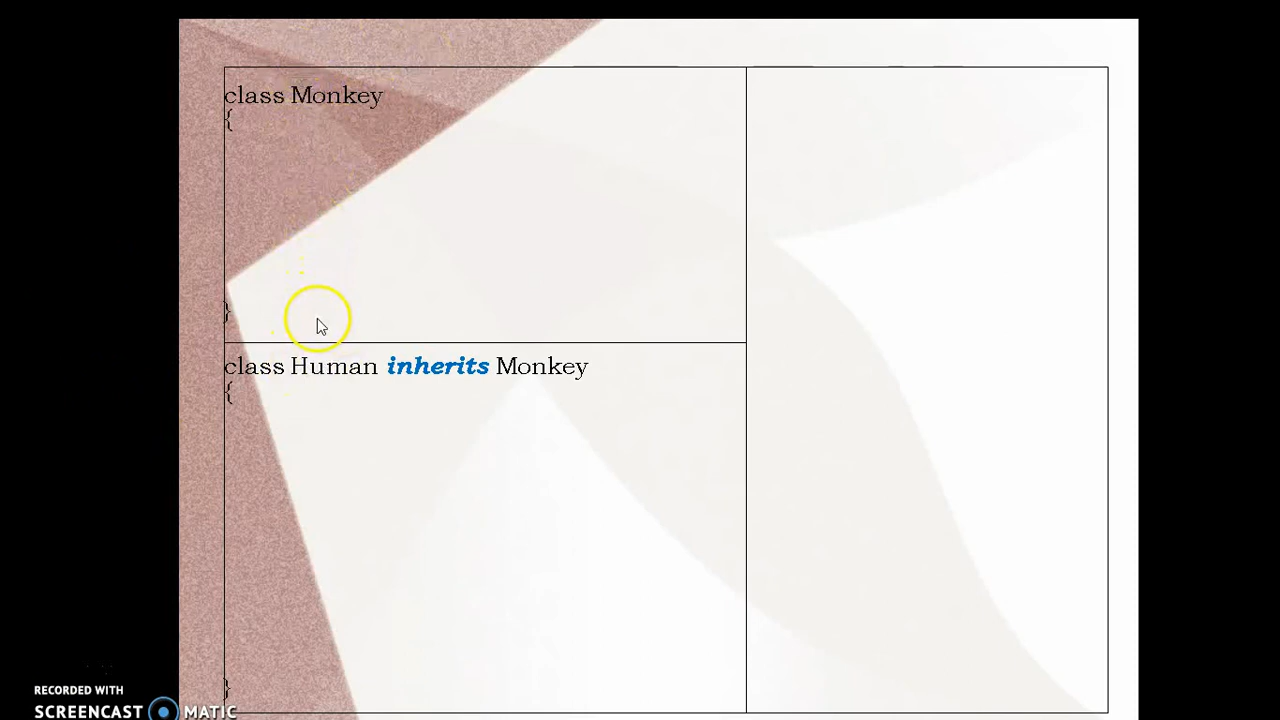 class Monkey
{
}
class Human inherits Monkey
{
}
RECORDED WITH
SCREENCAST MATIC